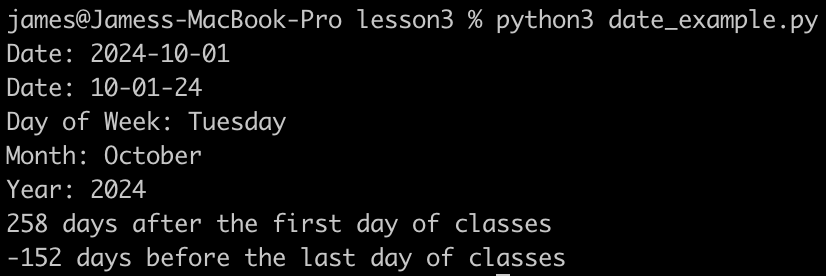 james@Jamess-MacBook-Pro lesson3 % python3 date_example.py
Date: 2024-10-01
Date: 10-01-24
Day of Week: Tuesday
Month: October
Year: 2024
258 days after the first day of classes
-152 days before the last day of classes